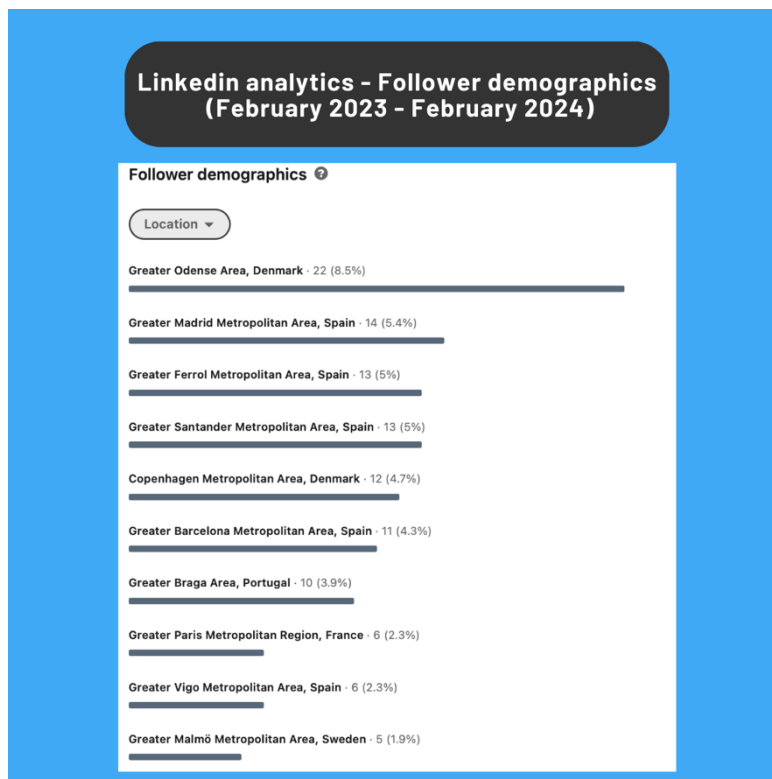 Linkedin analytics - Follower demographics
(February 2023 - February 2024)
Follower demographics ?
Location
Greater Odense Area, Denmark · 22 (8.5%)
Greater Madrid Metropolitan Area, Spain · 14 (5.4%)
Greater Ferrol Metropolitan Area, Spain · 13 (5%)
Greater Santander Metropolitan Area, Spain · 13 (5%)
Copenhagen Metropolitan Area, Denmark · 12 (4.7%)
Greater Barcelona Metropolitan Area, Spain · 11 (4.3%)
Greater Braga Area, Portugal · 10 (3.9%)
Greater Paris Metropolitan Region, France · 6 (2.3%)
Greater Vigo Metropolitan Area, Spain · 6 (2.3%)
Greater Malmö Metropolitan Area, Sweden · 5 (1.9%)